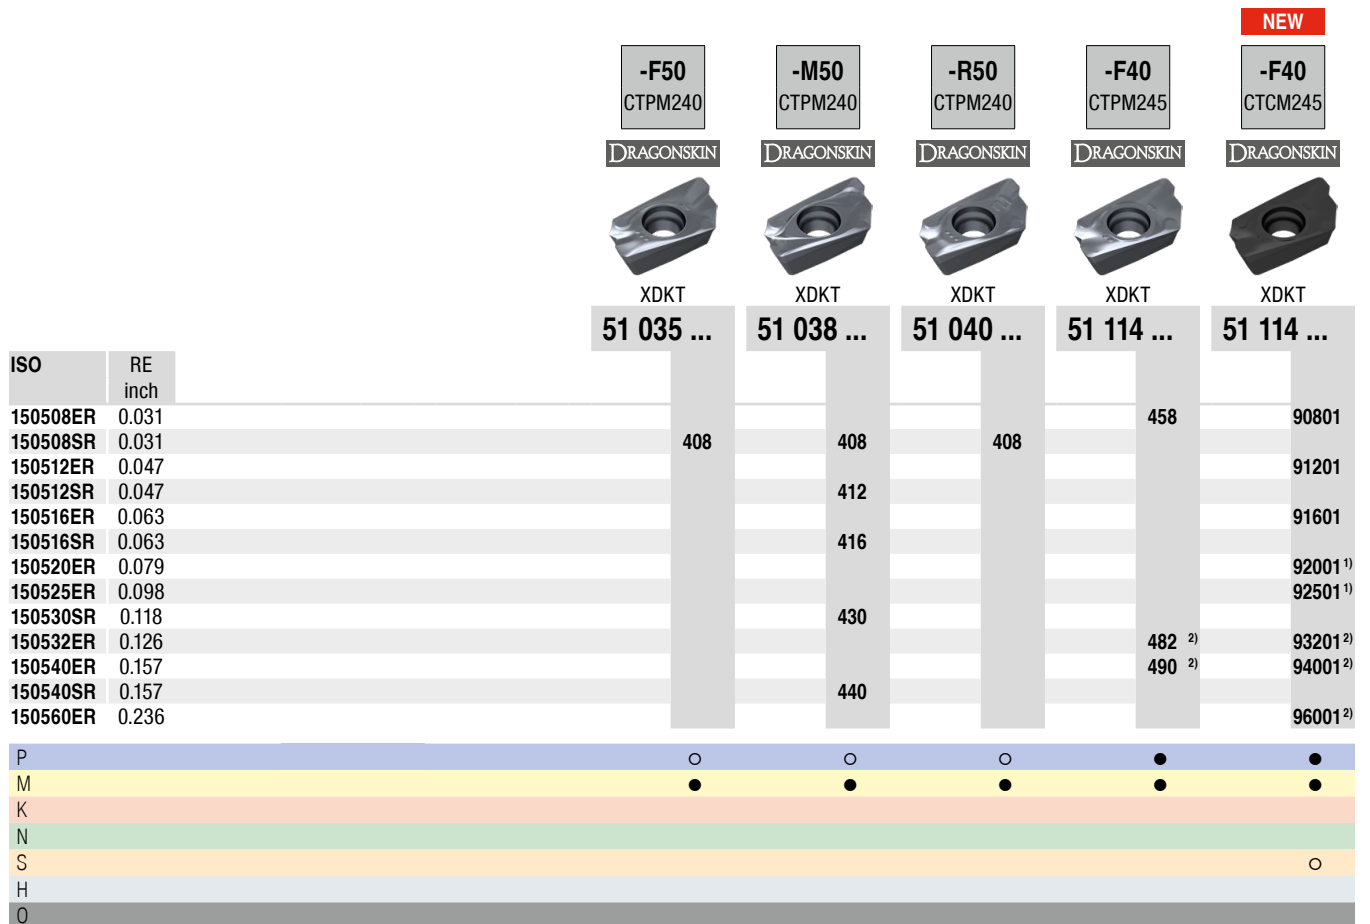 NEW
-F50 -M50 -R50 -F40 -F40
CTPM240 CTPM240 CTPM240 CTPM245 CTCM245
DRAGONSKIN DRAGONSKIN DRAGONSKIN DRAGONSKIN DRAGONSKIN
XDKT XDKT XDKT XDKT XDKT
51 035 ... 51 038 ... 51 040 ... 51 114 ... 51 114 ...
ISO RE
inch
150508ER 0.031 458 90801
150508SR 0.031 408 408 408
150512ER 0.047 91201
150512SR 0.047 412
150516ER 0.063 91601
150516SR 0.063 416
150520ER 0.079 92001 1)
150525ER 0.098 92501 1)
150530SR 0.118 430
150532ER 0.126 482 2) 93201 2)
150540ER 0.157 490 2) 94001 2)
150540SR 0.157 440
150560ER 0.236 96001 2)
P ○ ○ ○ ● ●
M ● ● ● ● ●
K
N
S ○
H
O